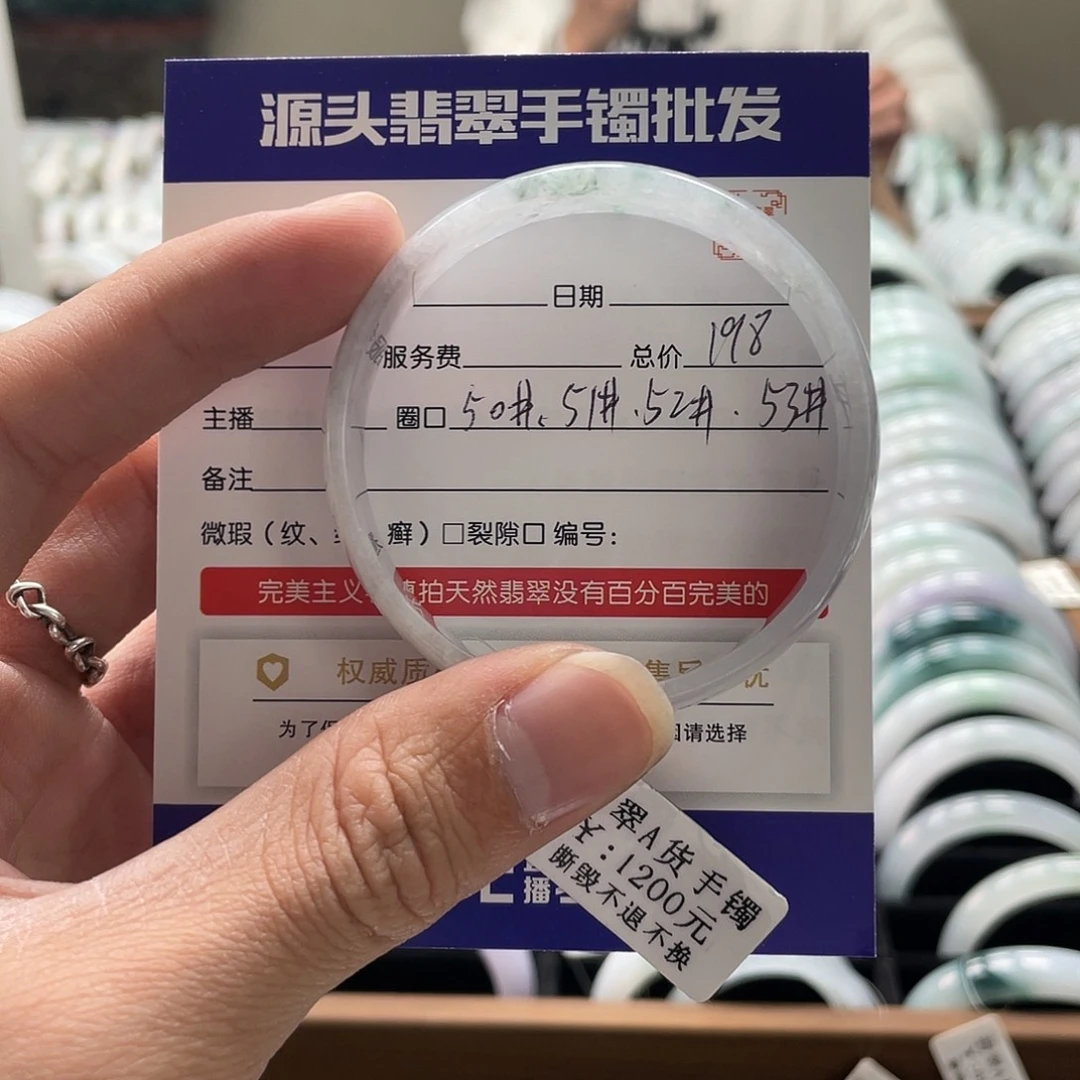 源头翡翠手镯批发
日期
服务费 总价 198
主播 圈口 50#、51#、52#、53#
备注
微瑕（纹、 癣）□裂隙□ 编号：
完美主义 慎拍天然翡翠没有百分百完美的
权威质
为了 请选择
播
翠A货手镯
￥：1200元
撕毁不退不换